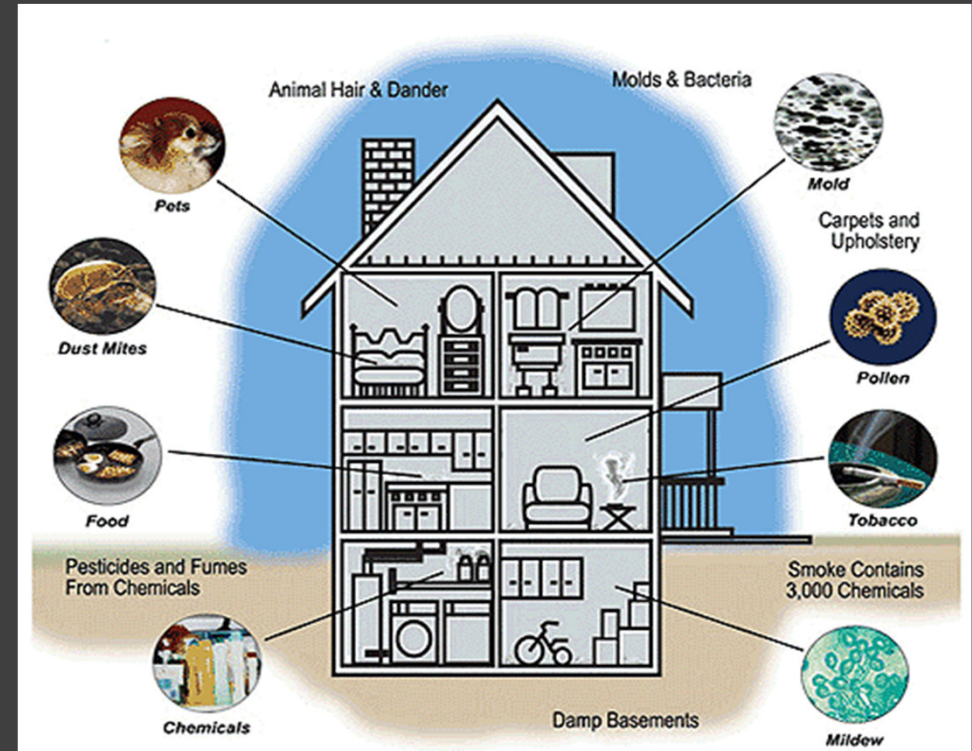 Animal Hair & Dander
Molds & Bacteria
Pets
Mold
Carpets and
Upholstery
Dust Mites
Pollen
Food
Tobacco
Pesticides and Fumes
From Chemicals
Smoke Contains
3,000 Chemicals
Chemicals
Damp Basements
Mildew